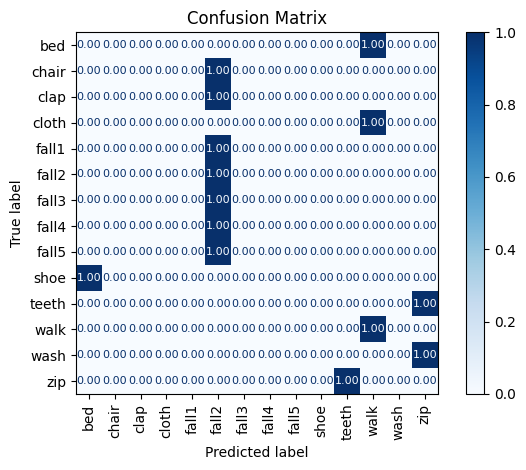 Confusion Matrix
bed 0.00 0.00 0.00 0.00 0.00 0.00 0.00 0.00 0.00 0.00 0.00 1.00 0.00 0.00
chair 0.00 0.00 0.00 0.00 0.00 1.00 0.00 0.00 0.00 0.00 0.00 0.00 0.00 0.00
clap 0.00 0.00 0.00 0.00 0.00 1.00 0.00 0.00 0.00 0.00 0.00 0.00 0.00 0.00
cloth 0.00 0.00 0.00 0.00 0.00 0.00 0.00 0.00 0.00 0.00 0.00 1.00 0.00 0.00
fall1 0.00 0.00 0.00 0.00 0.00 1.00 0.00 0.00 0.00 0.00 0.00 0.00 0.00 0.00
fall2 0.00 0.00 0.00 0.00 0.00 1.00 0.00 0.00 0.00 0.00 0.00 0.00 0.00 0.00
fall3 0.00 0.00 0.00 0.00 0.00 1.00 0.00 0.00 0.00 0.00 0.00 0.00 0.00 0.00
fall4 0.00 0.00 0.00 0.00 0.00 1.00 0.00 0.00 0.00 0.00 0.00 0.00 0.00 0.00
fall5 0.00 0.00 0.00 0.00 0.00 1.00 0.00 0.00 0.00 0.00 0.00 0.00 0.00 0.00
shoe 1.00 0.00 0.00 0.00 0.00 0.00 0.00 0.00 0.00 0.00 0.00 0.00 0.00 0.00
teeth 0.00 0.00 0.00 0.00 0.00 0.00 0.00 0.00 0.00 0.00 0.00 0.00 0.00 1.00
walk 0.00 0.00 0.00 0.00 0.00 0.00 0.00 0.00 0.00 0.00 0.00 1.00 0.00 0.00
wash 0.00 0.00 0.00 0.00 0.00 0.00 0.00 0.00 0.00 0.00 0.00 0.00 0.00 1.00
zip 0.00 0.00 0.00 0.00 0.00 0.00 0.00 0.00 0.00 0.00 1.00 0.00 0.00 0.00
True label
bed chair clap cloth fall1 fall2 fall3 fall4 fall5 shoe teeth walk wash zip
Predicted label
1.0
0.8
0.6
0.4
0.2
0.0